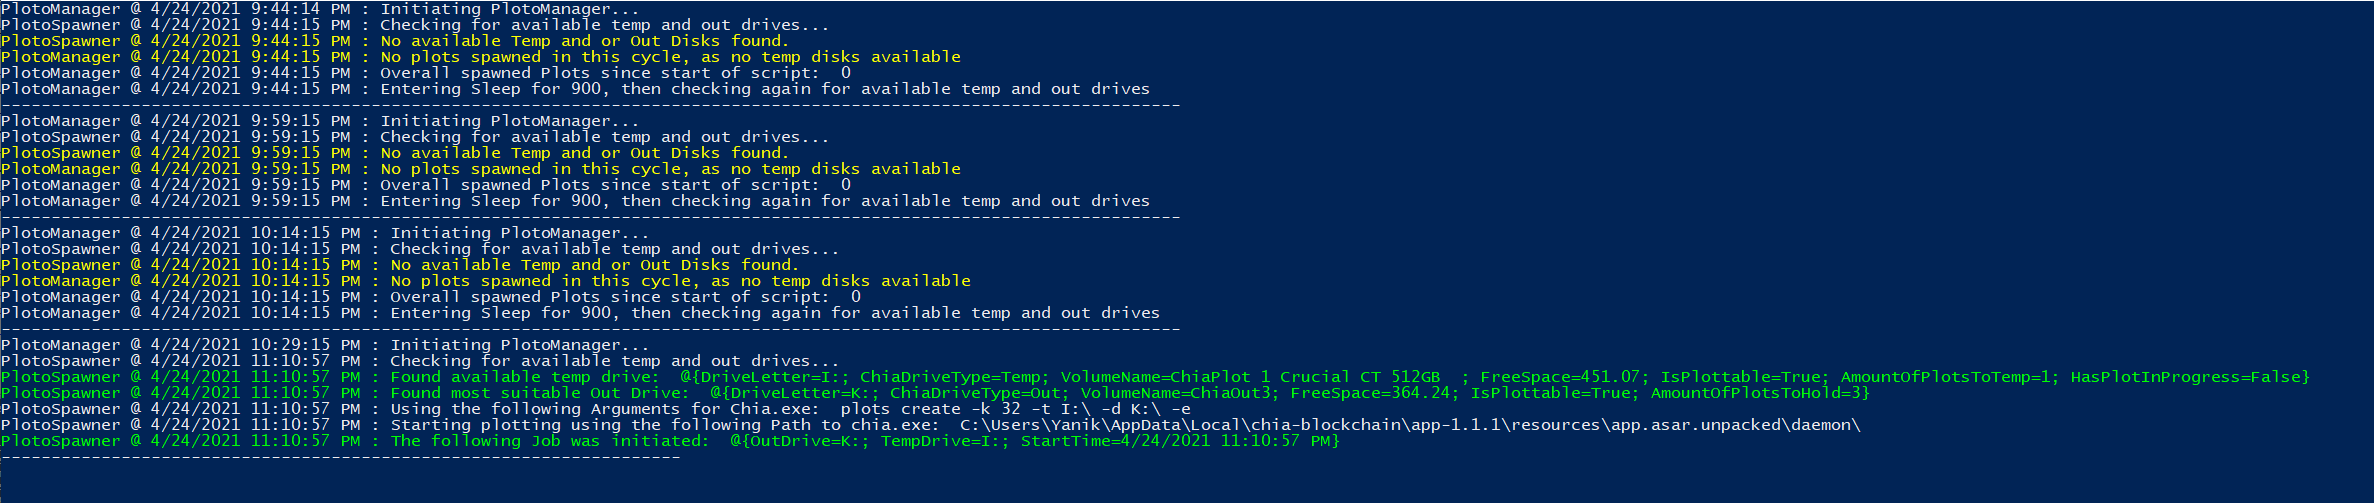 PlotoManager @ 4/24/2021 9:44:14 PM : Initiating PlotoManager...
PlotoSpawner @ 4/24/2021 9:44:15 PM : Checking for available temp and out drives...
PlotoSpawner @ 4/24/2021 9:44:15 PM : No available Temp and or Out Disks found.
PlotoManager @ 4/24/2021 9:44:15 PM : No plots spawned in this cycle, as no temp disks available
PlotoManager @ 4/24/2021 9:44:15 PM : Overall spawned Plots since start of script:  0
PlotoManager @ 4/24/2021 9:44:15 PM : Entering Sleep for 900, then checking again for available temp and out drives
----------------------------------------------------------------------------------------------------------------------
PlotoManager @ 4/24/2021 9:59:15 PM : Initiating PlotoManager...
PlotoSpawner @ 4/24/2021 9:59:15 PM : Checking for available temp and out drives...
PlotoSpawner @ 4/24/2021 9:59:15 PM : No available Temp and or Out Disks found.
PlotoManager @ 4/24/2021 9:59:15 PM : No plots spawned in this cycle, as no temp disks available
PlotoManager @ 4/24/2021 9:59:15 PM : Overall spawned Plots since start of script:  0
PlotoManager @ 4/24/2021 9:59:15 PM : Entering Sleep for 900, then checking again for available temp and out drives
----------------------------------------------------------------------------------------------------------------------
PlotoManager @ 4/24/2021 10:14:15 PM : Initiating PlotoManager...
PlotoSpawner @ 4/24/2021 10:14:15 PM : Checking for available temp and out drives...
PlotoSpawner @ 4/24/2021 10:14:15 PM : No available Temp and or Out Disks found.
PlotoManager @ 4/24/2021 10:14:15 PM : No plots spawned in this cycle, as no temp disks available
PlotoManager @ 4/24/2021 10:14:15 PM : Overall spawned Plots since start of script:  0
PlotoManager @ 4/24/2021 10:14:15 PM : Entering Sleep for 900, then checking again for available temp and out drives
----------------------------------------------------------------------------------------------------------------------
PlotoManager @ 4/24/2021 10:29:15 PM : Initiating PlotoManager...
PlotoSpawner @ 4/24/2021 11:10:57 PM : Checking for available temp and out drives...
PlotoSpawner @ 4/24/2021 11:10:57 PM : Found available temp drive:  @{DriveLetter=I:; ChiaDriveType=Temp; VolumeName=ChiaPlot 1 Crucial CT 512GB  ; FreeSpace=451.07; IsPlottable=True; AmountOfPlotsToTemp=1; HasPlotInProgress=False}
PlotoSpawner @ 4/24/2021 11:10:57 PM : Found most suitable Out Drive:  @{DriveLetter=K:; ChiaDriveType=Out; VolumeName=ChiaOut3; FreeSpace=364.24; IsPlottable=True; AmountOfPlotsToHold=3}
PlotoSpawner @ 4/24/2021 11:10:57 PM : Using the following Arguments for Chia.exe:  plots create -k 32 -t I:\ -d K:\ -e
PlotoSpawner @ 4/24/2021 11:10:57 PM : Starting plotting using the following Path to chia.exe:  C:\Users\Yanik\AppData\Local\chia-blockchain\app-1.1.1\resources\app.asar.unpacked\daemon\
PlotoSpawner @ 4/24/2021 11:10:57 PM : The following Job was initiated:  @{OutDrive=K:; TempDrive=I:; StartTime=4/24/2021 11:10:57 PM}
--------------------------------------------------------------------